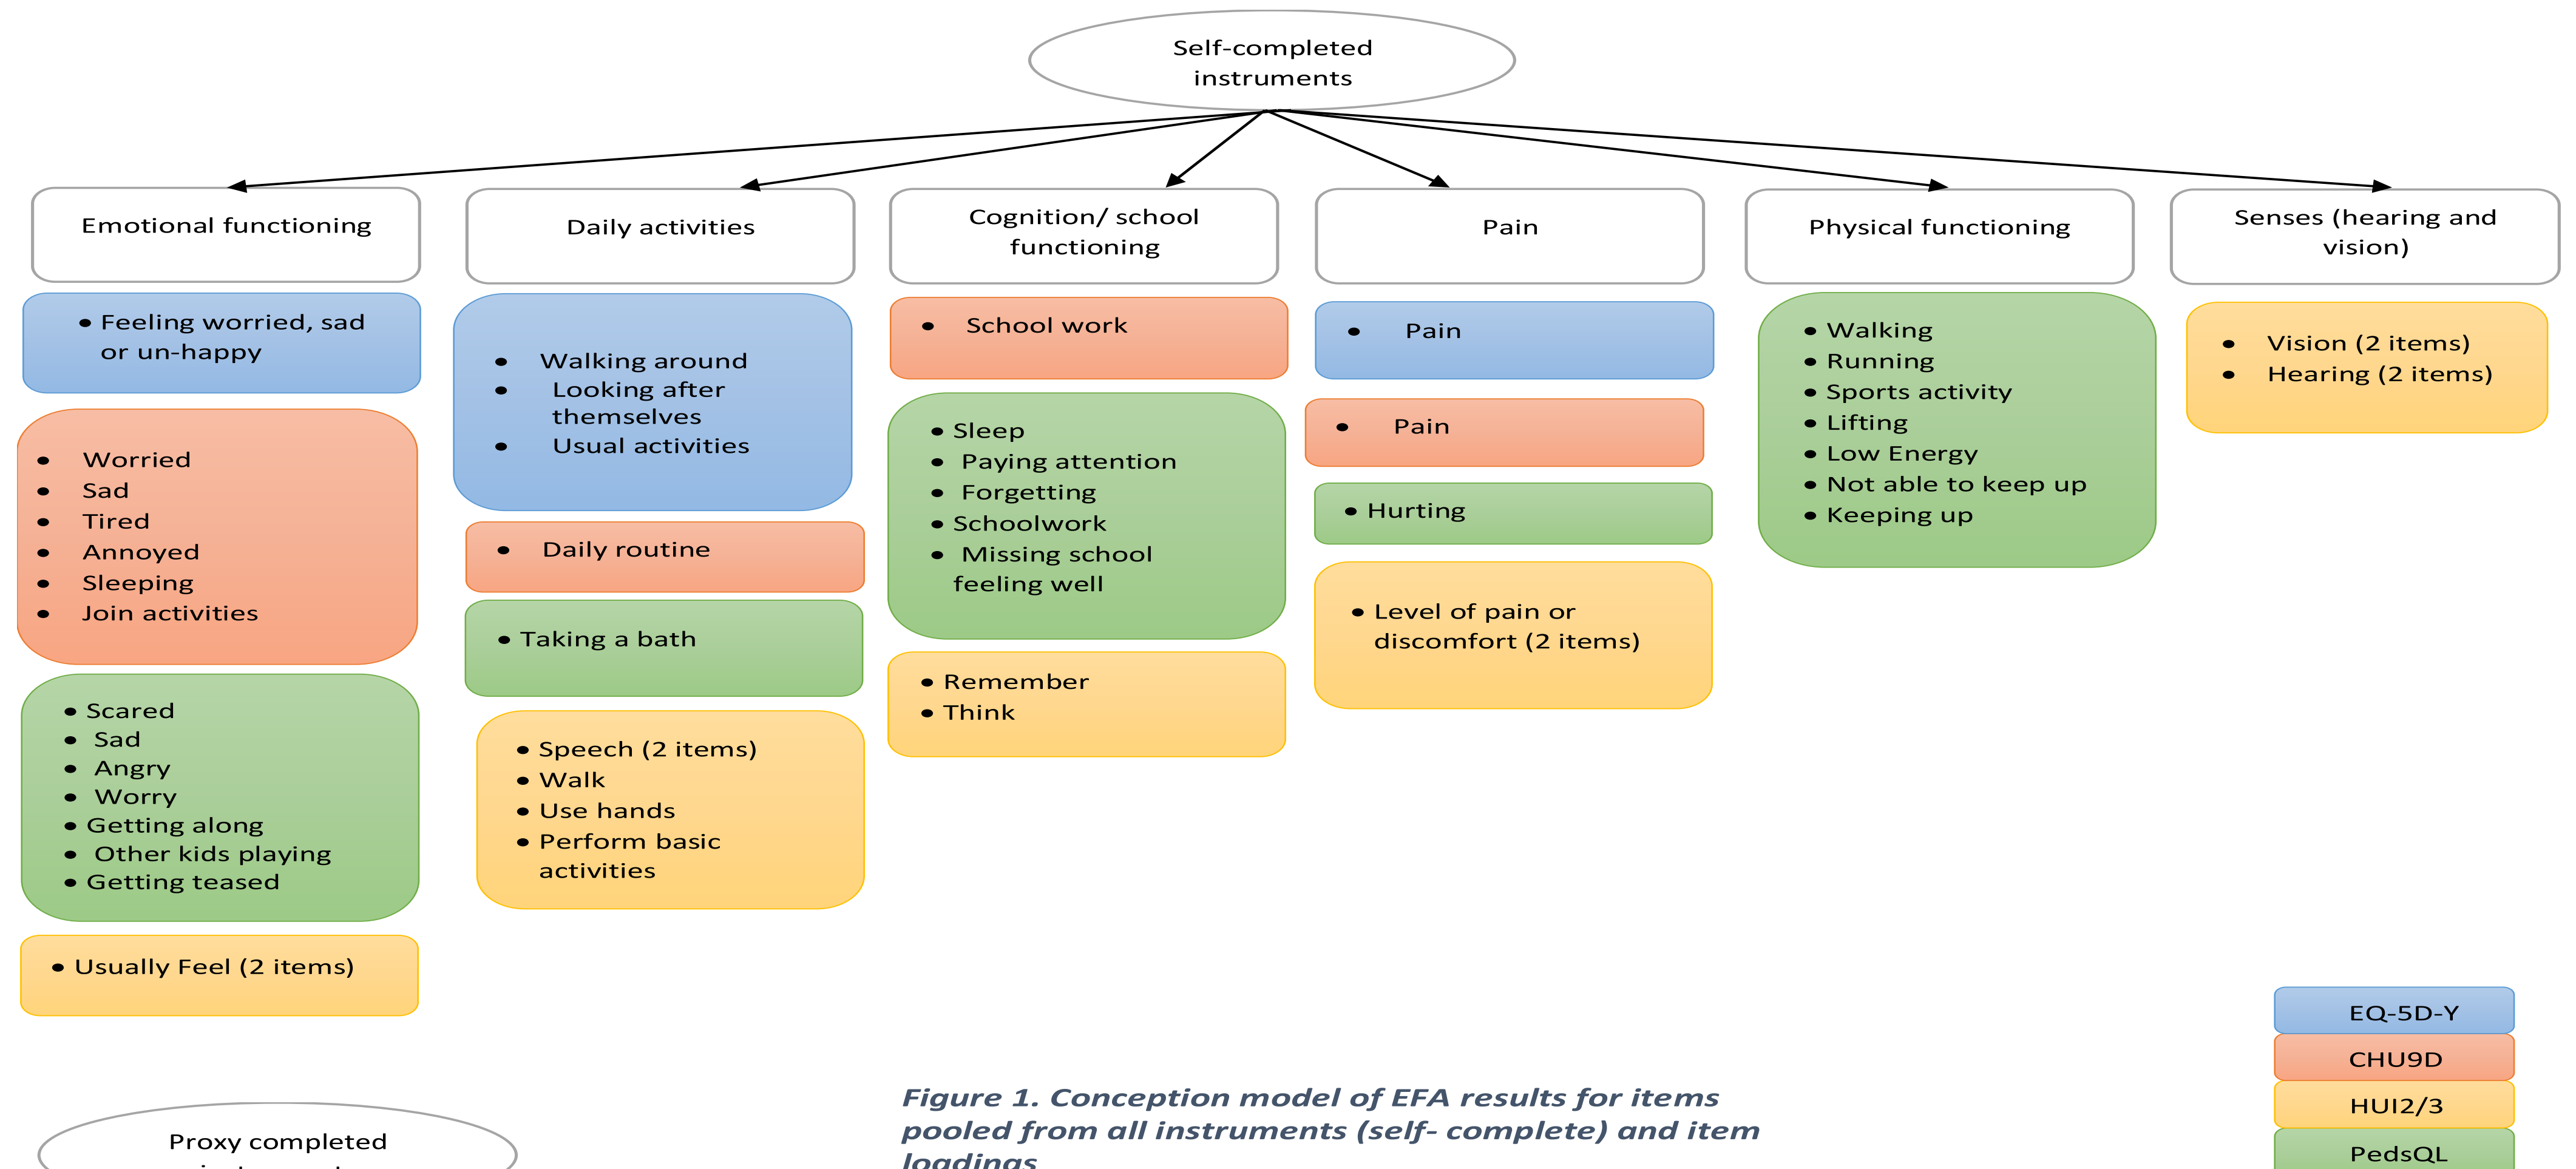 Self-completed
instruments
Emotional functioning
Daily activities
Cognition/ school
functioning
Pain
Physical functioning
Senses (hearing and
vision)
• Feeling worried, sad
or un-happy
• Worried
• Sad
• Tired
• Annoyed
• Sleeping
• Join activities
• Scared
• Sad
• Angry
• Worry
• Getting along
• Other kids playing
• Getting teased
• Usually Feel (2 items)
• Walking around
• Looking after
themselves
• Usual activities
• Daily routine
• Taking a bath
• Speech (2 items)
• Walk
• Use hands
• Perform basic
activities
• School work
• Sleep
• Paying attention
• Forgetting
• Schoolwork
• Missing school
feeling well
• Remember
• Think
• Pain
• Pain
• Hurting
• Level of pain or
discomfort (2 items)
• Walking
• Running
• Sports activity
• Lifting
• Low Energy
• Not able to keep up
• Keeping up
• Vision (2 items)
• Hearing (2 items)
EQ-5D-Y
CHU9D
HUI2/3
PedsQL
Figure 1. Conception model of EFA results for items
pooled from all instruments (self- complete) and item
loadings
Proxy completed